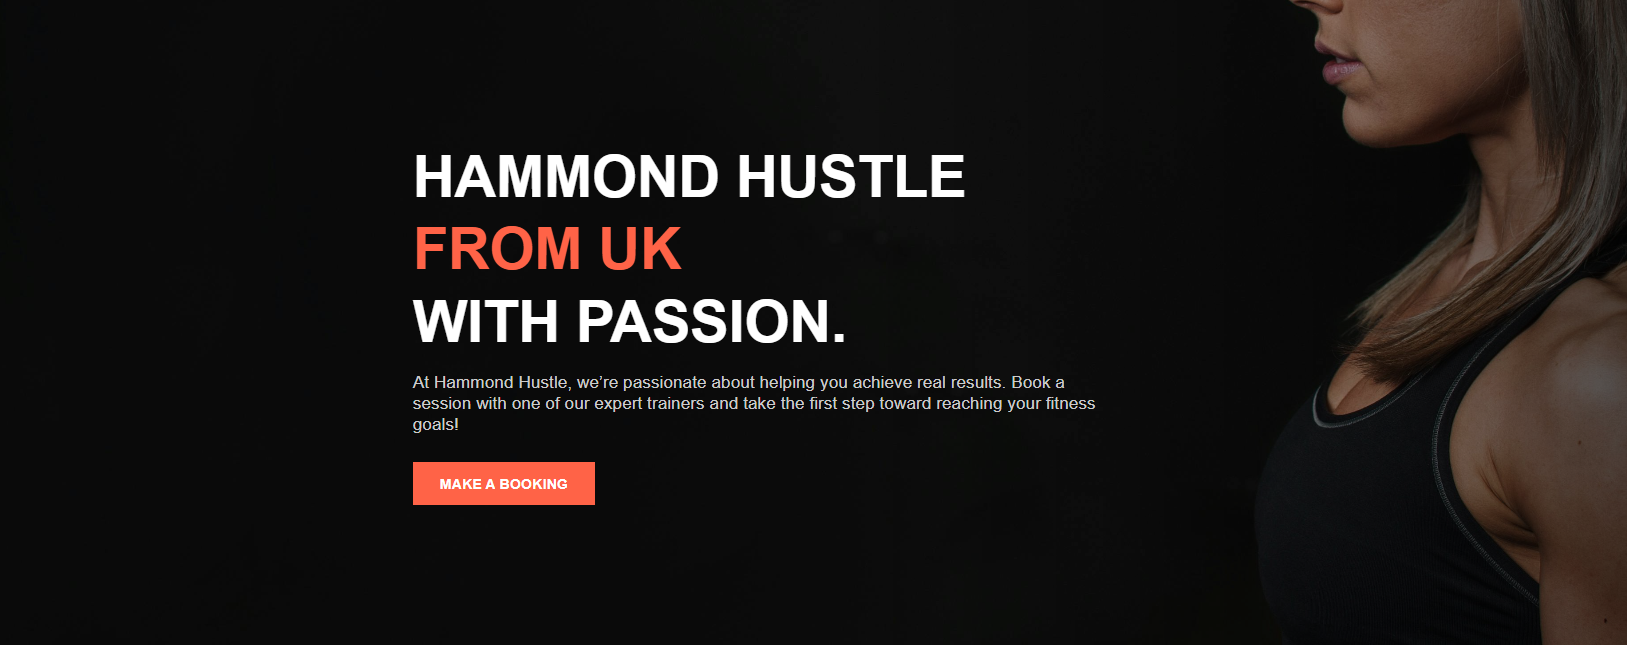 HAMMOND HUSTLE
FROM UK
WITH PASSION.
At Hammond Hustle, we’re passionate about helping you achieve real results. Book a
session with one of our expert trainers and take the first step toward reaching your fitness
goals!
MAKE A BOOKING